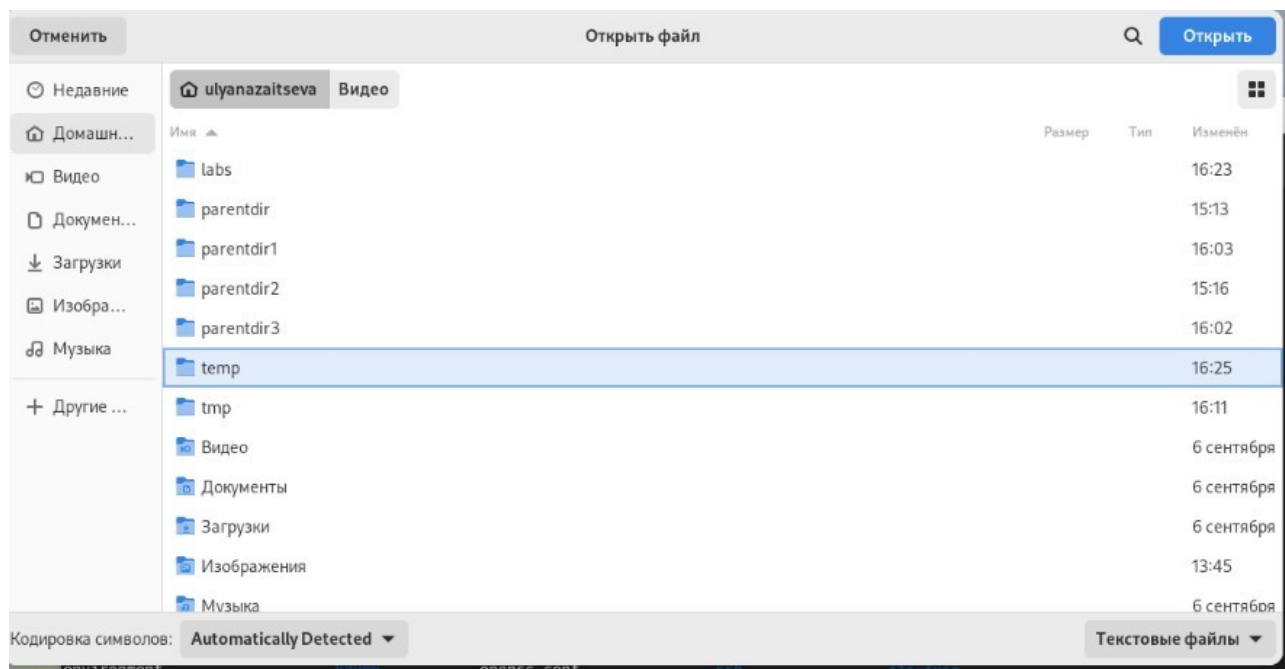 Отменить Открыть файл Открыть
Недавние
Домашн...
Видео
Докумен...
Загрузки
Изобра...
Музыка
Другие ...
ulyanazaitseva Видео
Имя Размер Тип Изменён
labs 16:23
parentdir 15:13
parentdir1 16:03
parentdir2 15:16
parentdir3 16:02
temp 16:25
tmp 16:11
Видео 6 сентября
Документы 6 сентября
Загрузки 6 сентября
Изображения 13:45
Музыка 6 сентября
Кодировка символов: Automatically Detected Текстовые файлы